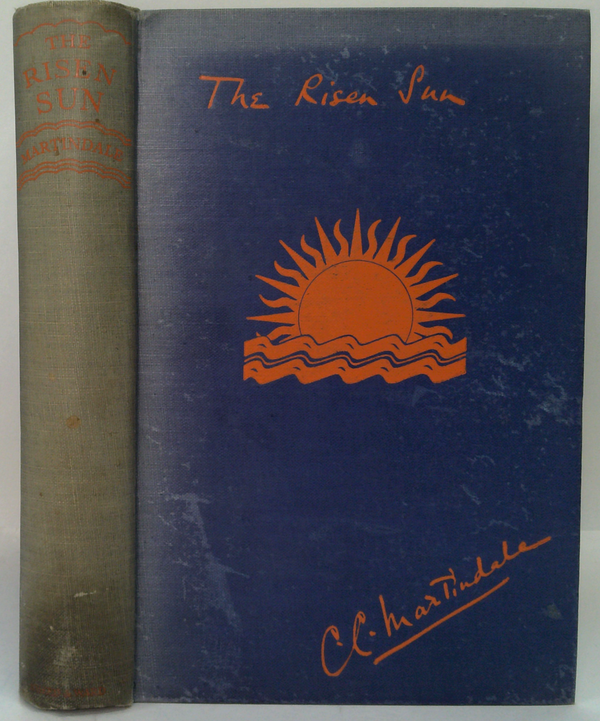 THE
RISEN
SUN
MARTINDALE
The Risen Sun
C.C. Martindale